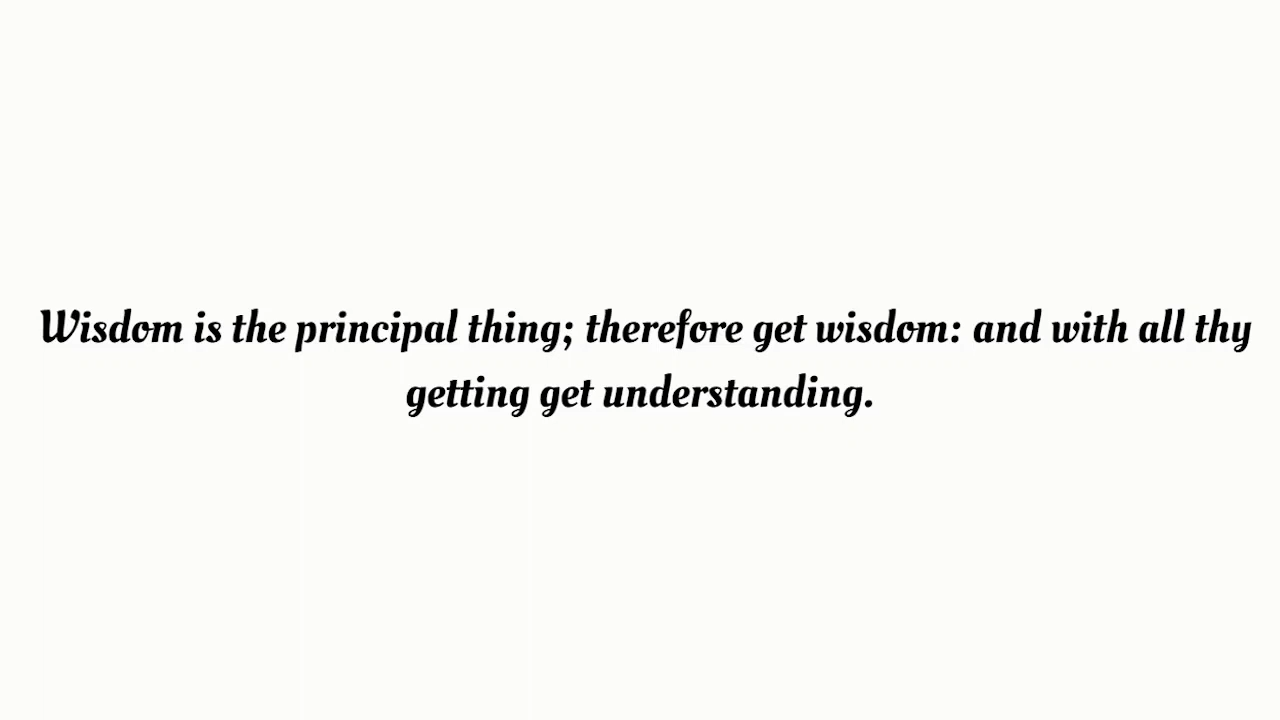 Wisdom is the principal thing; therefore get wisdom: and with all thy
getting get understanding.